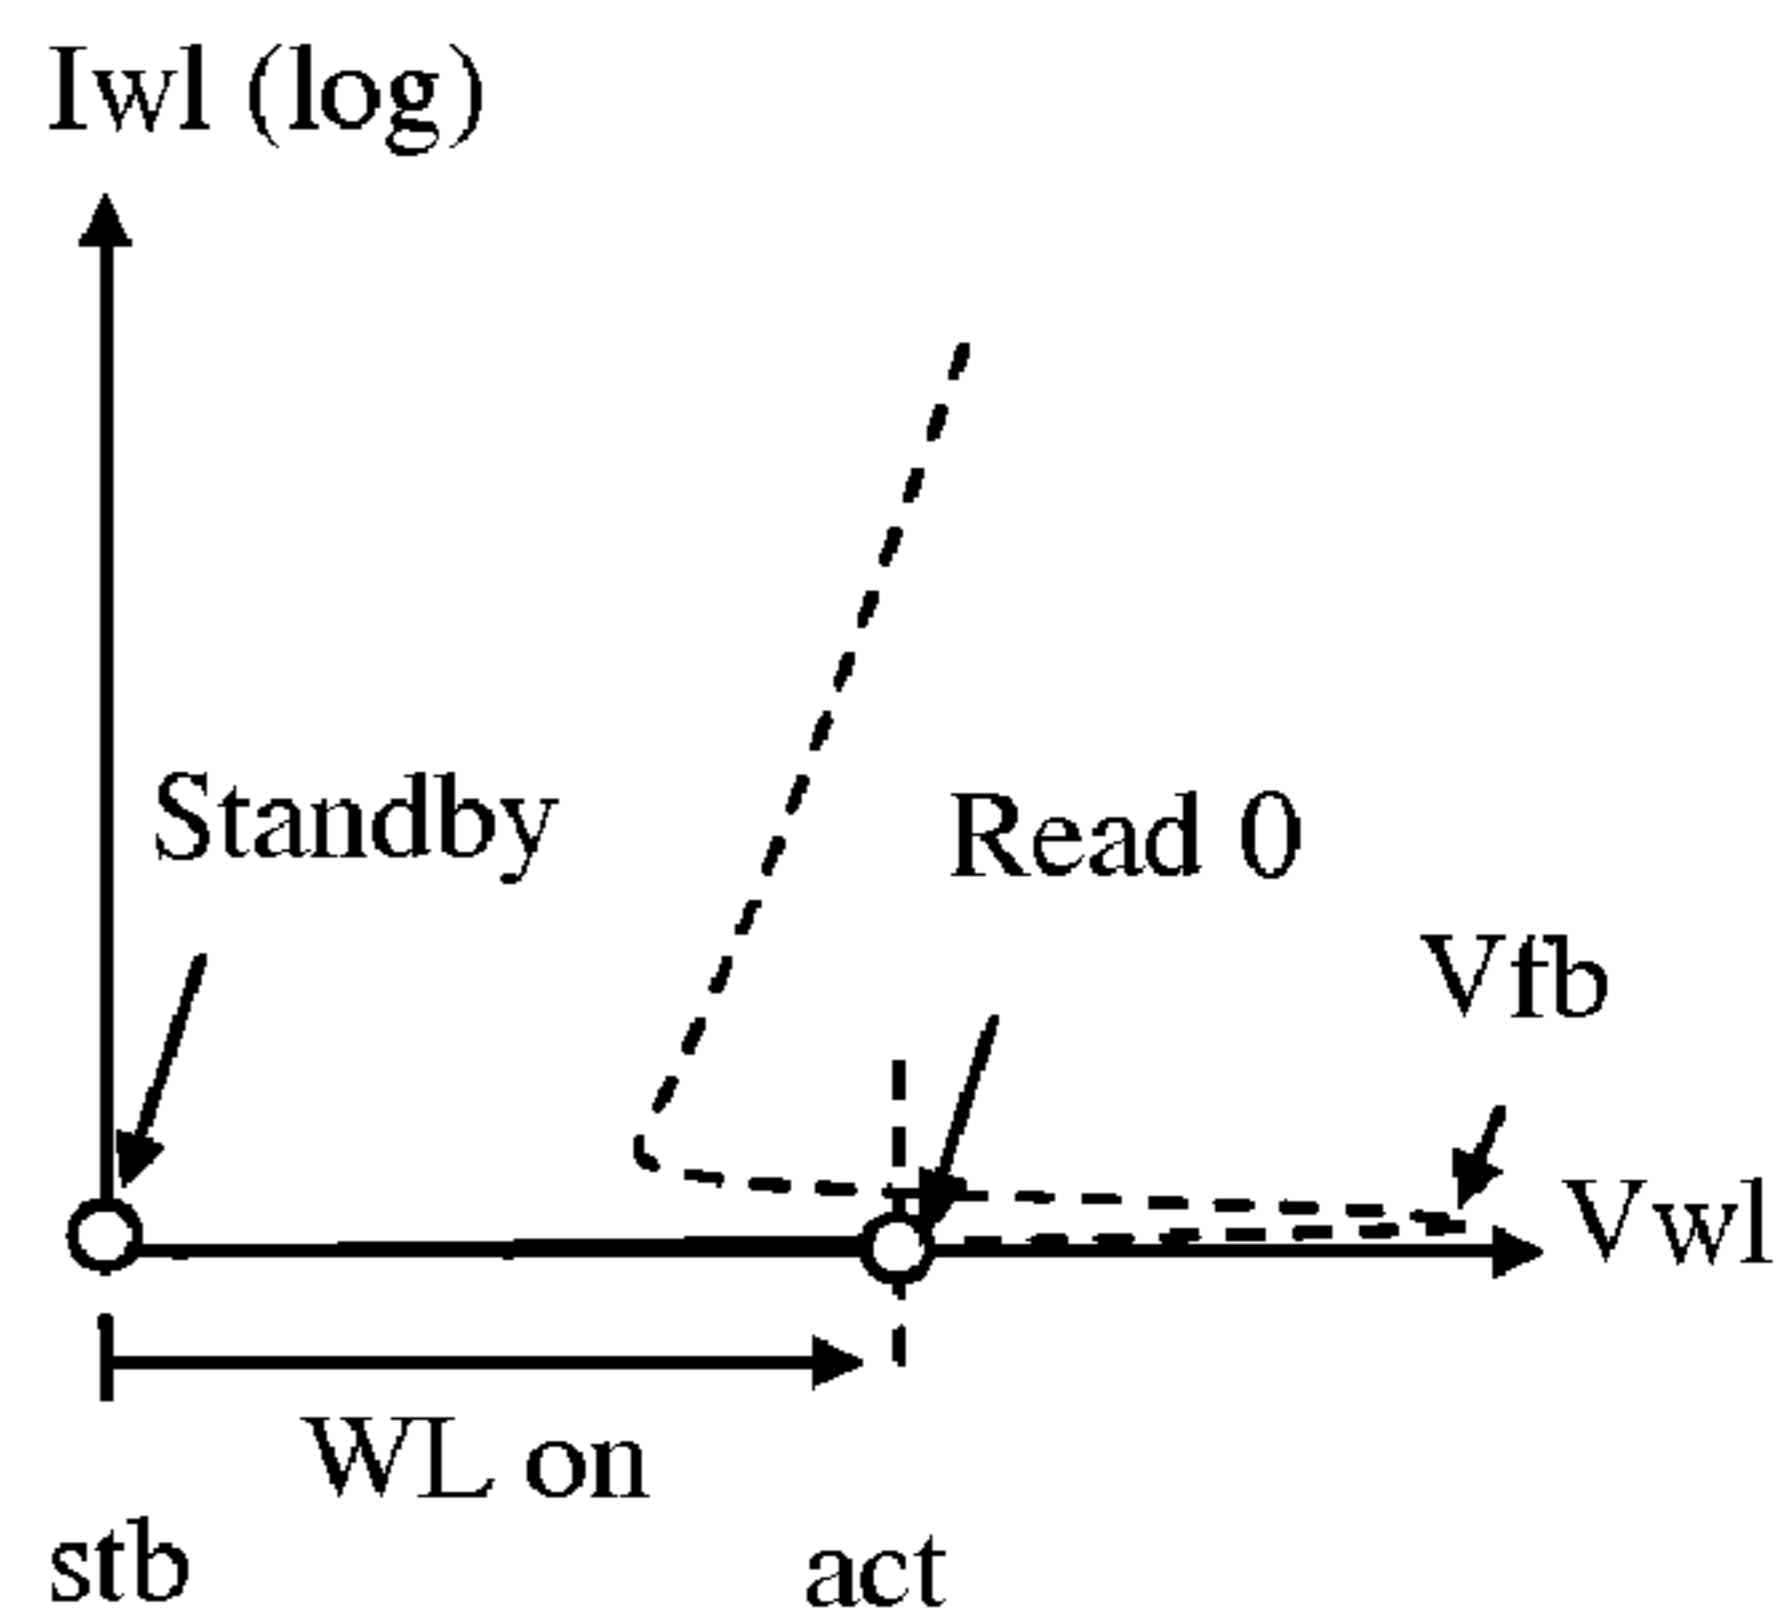 Iwl (log)
Standby
Read 0
Vfb
Vwl
WL on
stb
act